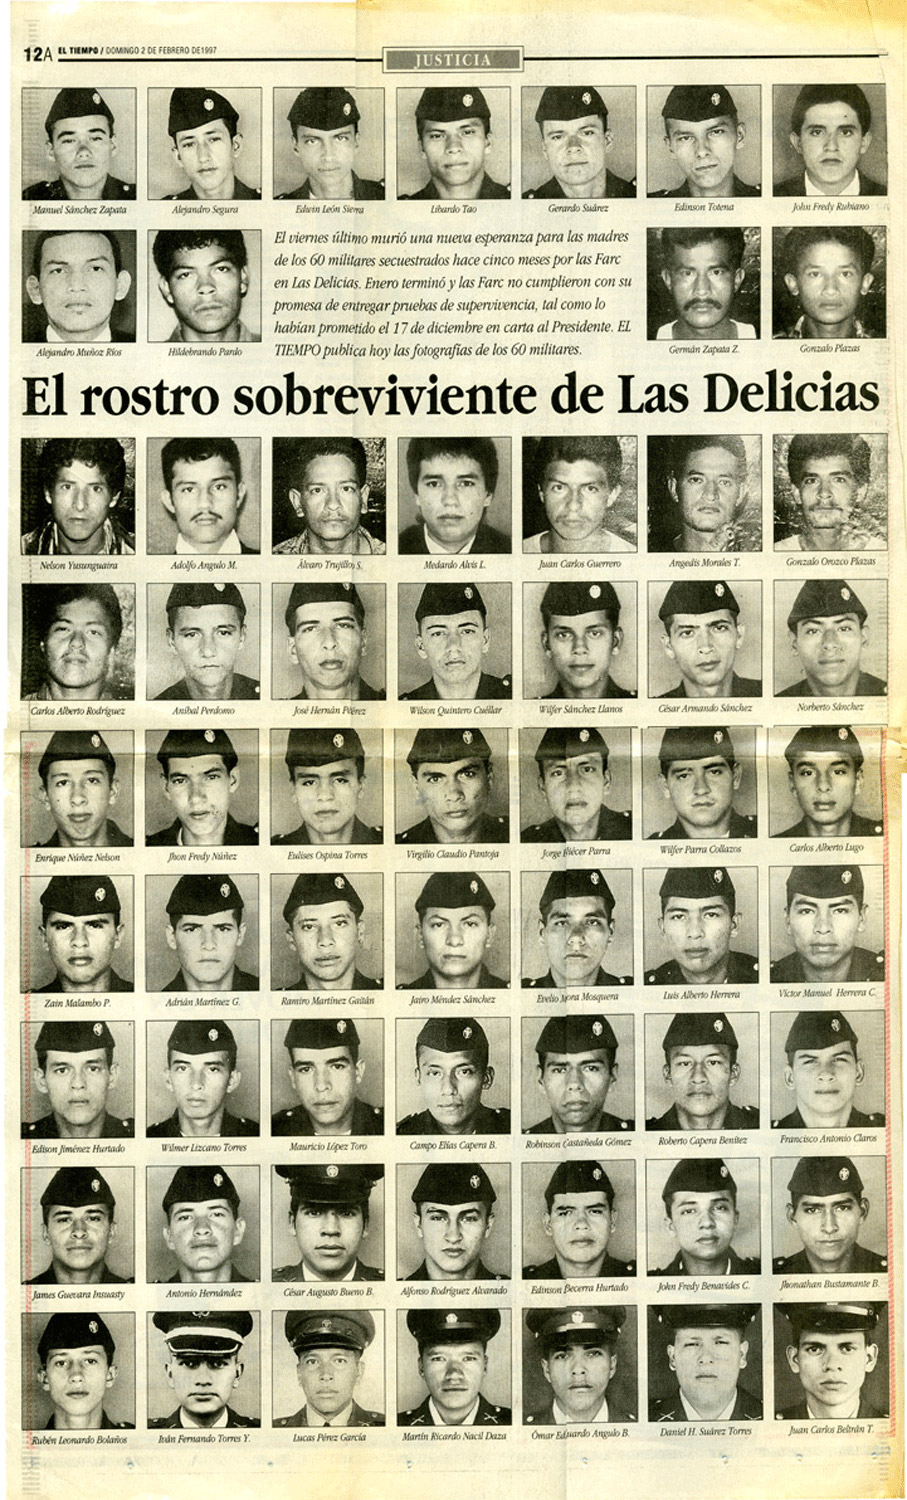 12A EL TIEMPO / DOMINGO 2 DE FEBRERO DE 1997
JUSTICIA
Manuel Sánchez Zapata Alejandro Segura Edwin León Sierra Libardo Tao Gerardo Suárez Edinson Totena John Fredy Rubiano
El viernes último murió una nueva esperanza para las madres
de los 60 militares secuestrados hace cinco meses por las Farc
en Las Delicias. Enero terminó y las Farc no cumplieron con su
promesa de entregar pruebas de supervivencia, tal como lo
habían prometido el 17 de diciembre en carta al Presidente. EL
TIEMPO publica hoy las fotografías de los 60 militares.
Alejandro Muñoz Ríos Hildebrando Pardo Germán Zapata Z. Gonzalo Plazas
El rostro sobreviviente de Las Delicias
Nelson Yusunguaira Adolfo Angulo M. Álvaro Trujillo S. Medardo Alvis L. Juan Carlos Guerrero Angedis Morales T. Gonzalo Orozco Plazas
Carlos Alberto Rodríguez Aníbal Perdomo José Hernán Péerez Wilson Quintero Cuéllar Wilfer Sánchez Llanos César Armando Sánchez Norberto Sánchez
Enrique Núñez Nelson Jhon Fredy Núñez Eulises Ospina Torres Virgilio Claudio Pantoja Jorge Eliécer Parra Wilfer Parra Collazos Carlos Alberto Lugo
Zain Malambo P. Adrián Martínez G. Ramiro Martínez Gaitán Jairo Méndez Sánchez Evelio Mora Mosquera Luis Alberto Herrera Víctor Manuel Herrera C.
Edison Jiménez Hurtado Wilmer Lizcano Torres Mauricio López Toro Campo Elías Capera B. Robinson Castañeda Gómez Roberto Capera Benítez Francisco Antonio Claros
James Guevara Insuasty Antonio Hernández César Augusto Bueno B. Alfonso Rodríguez Alvarado Edinson Becerra Hurtado John Fredy Benavides C. Jhonathan Bustamante B.
Rubén Leonardo Bolaños Iván Fernando Torres Y. Lucas Pérez García Martín Ricardo Nacil Daza Ómar Eduardo Angulo B. Daniel H. Suárez Torres Juan Carlos Beltrán T.